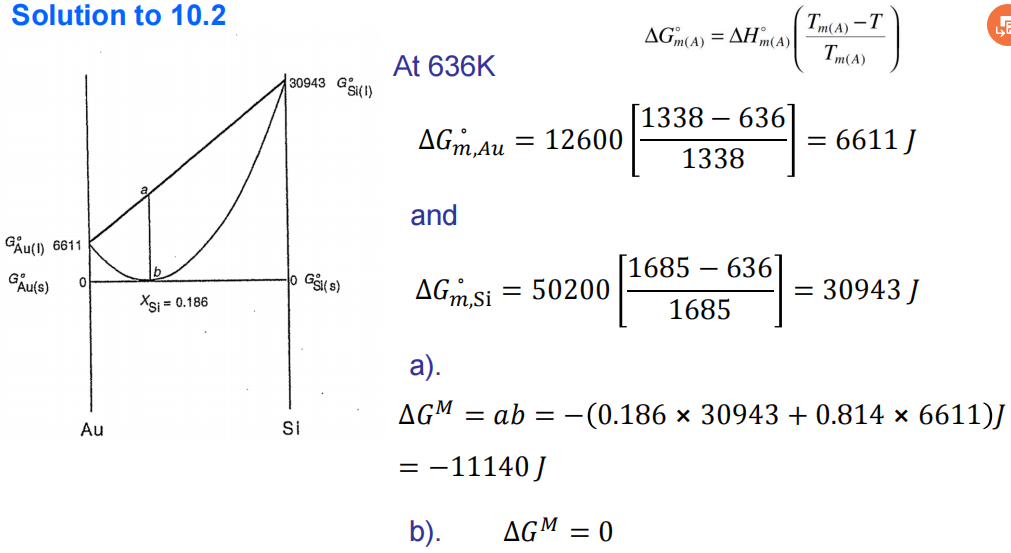 Solution to 10.2
ΔG°m(A) = ΔH°m(A) ( (Tm(A) − T) / Tm(A) )
At 636K
30943 G°Si(l)
ΔG°m,Au = 12600 [ (1338 − 636) / 1338 ] = 6611 J
a
and
G°Au(l) 6611
G°Au(s) 0
b
0 G°Si(s)
XSi = 0.186
ΔG°m,Si = 50200 [ (1685 − 636) / 1685 ] = 30943 J
a).
Au
Si
ΔG^M = ab = −(0.186 × 30943 + 0.814 × 6611)J
= −11140 J
b). ΔG^M = 0